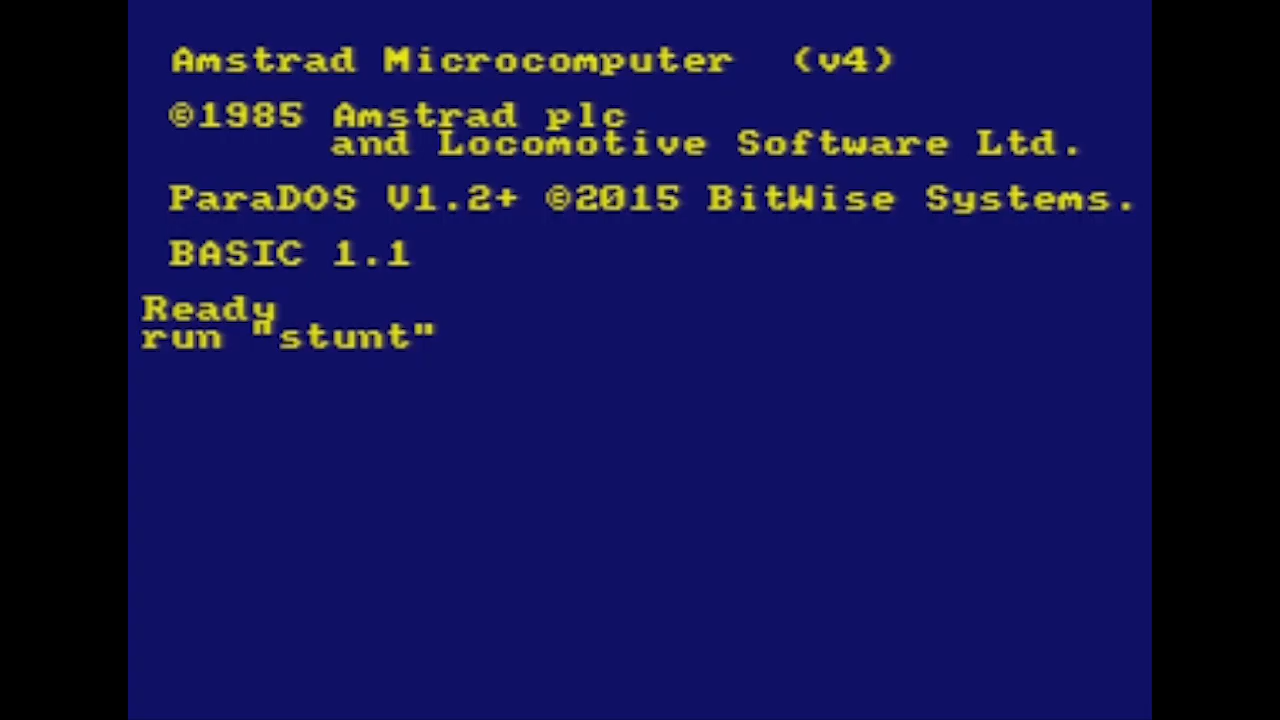 Amstrad Microcomputer (v4)
©1985 Amstrad plc
and Locomotive Software Ltd.
ParaDOS V1.2+ ©2015 BitWise Systems.
BASIC 1.1
Ready
run "stunt"